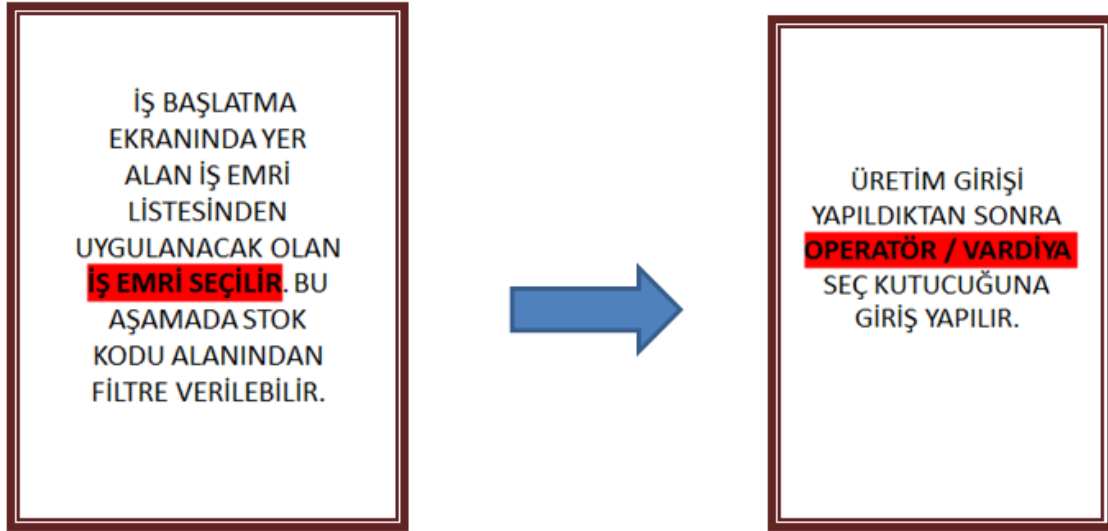 İŞ BAŞLATMA
EKRANINDA YER
ALAN İŞ EMRİ
LİSTESİNDEN
UYGULANACAK OLAN
İŞ EMRİ SEÇİLİR. BU
AŞAMADA STOK
KODU ALANINDAN
FİLTRE VERİLEBİLİR.
ÜRETİM GİRİŞİ
YAPILDIKTAN SONRA
OPERATÖR / VARDİYA
SEÇ KUTUCUĞUNA
GİRİŞ YAPILIR.